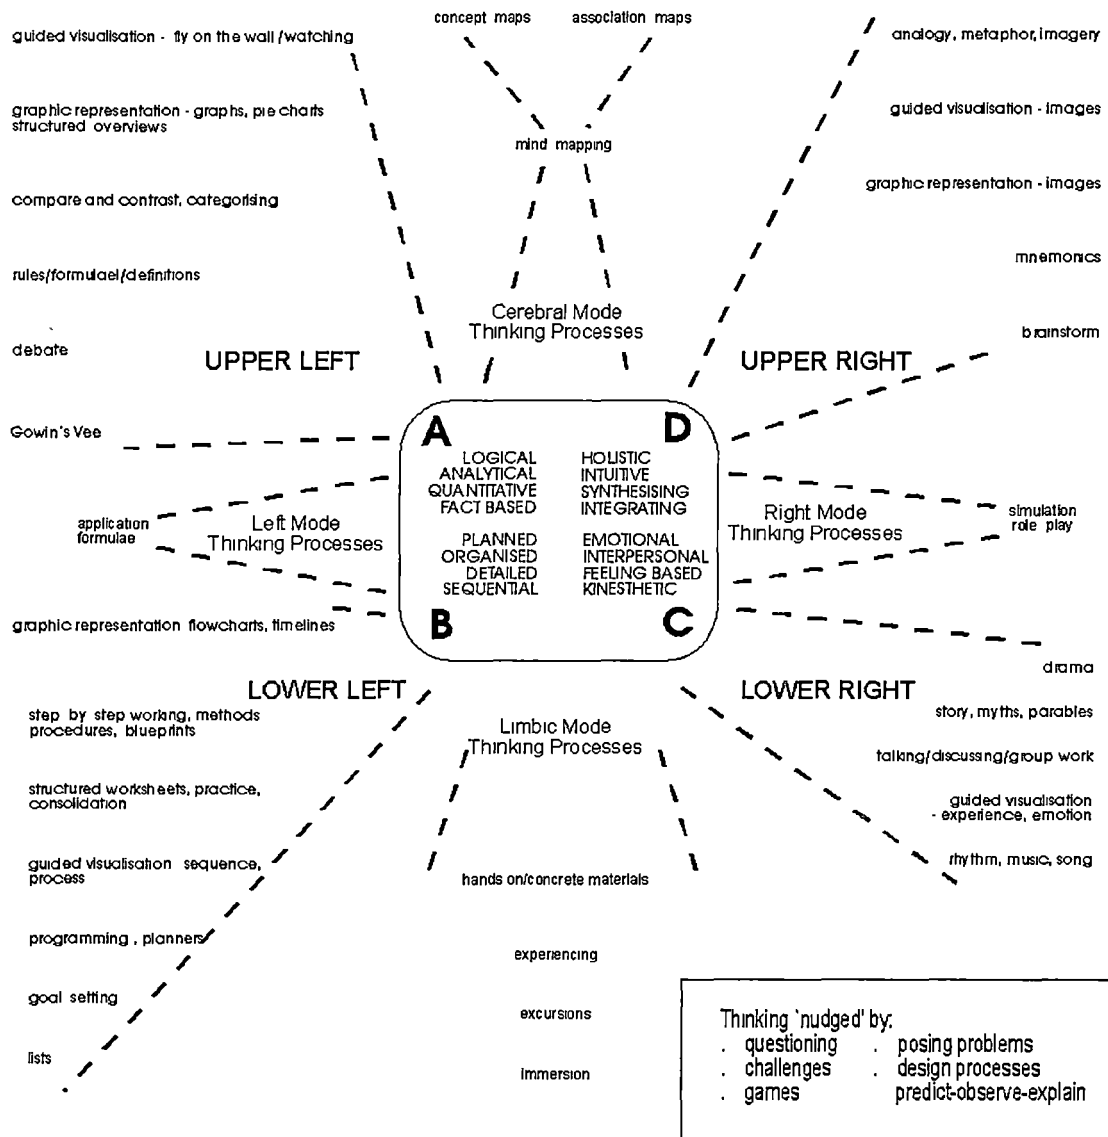 concept maps
association maps
guided visualisation - fly on the wall /watching
analogy, metaphor, imagery
graphic representation - graphs, pie charts
structured overviews
guided visualisation - images
mind mapping
graphic representation - images
compare and contrast, categorising
mnemonics
rules/formulael/definitions
Cerebral Mode
Thinking Processes
brainstorm
debate
UPPER LEFT
UPPER RIGHT
Gowin's Vee
A
D
LOGICAL
ANALYTICAL
QUANTITATIVE
FACT BASED
HOLISTIC
INTUITIVE
SYNTHESISING
INTEGRATING
application
formulae
Left Mode
Thinking Processes
Right Mode
Thinking Processes
simulation
role play
PLANNED
ORGANISED
DETAILED
SEQUENTIAL
EMOTIONAL
INTERPERSONAL
FEELING BASED
KINESTHETIC
B
C
graphic representation flowcharts, timelines
drama
LOWER LEFT
LOWER RIGHT
step by step working, methods
procedures, blueprints
story, myths, parables
Limbic Mode
Thinking Processes
talking/discussing/group work
structured worksheets, practice,
consolidation
guided visualisation
- experience, emotion
guided visualisation sequence,
process
rhythm, music, song
hands on/concrete materials
programming , planners
experiencing
goal setting
excursions
lists
immersion
Thinking 'nudged' by:
. questioning . posing problems
. challenges . design processes
. games predict-observe-explain